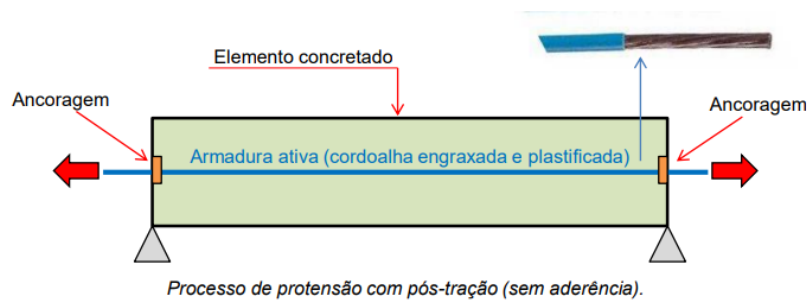 Elemento concretado
Ancoragem
Ancoragem
Armadura ativa (cordoalha engraxada e plastificada)
Processo de protensão com pós-tração (sem aderência).